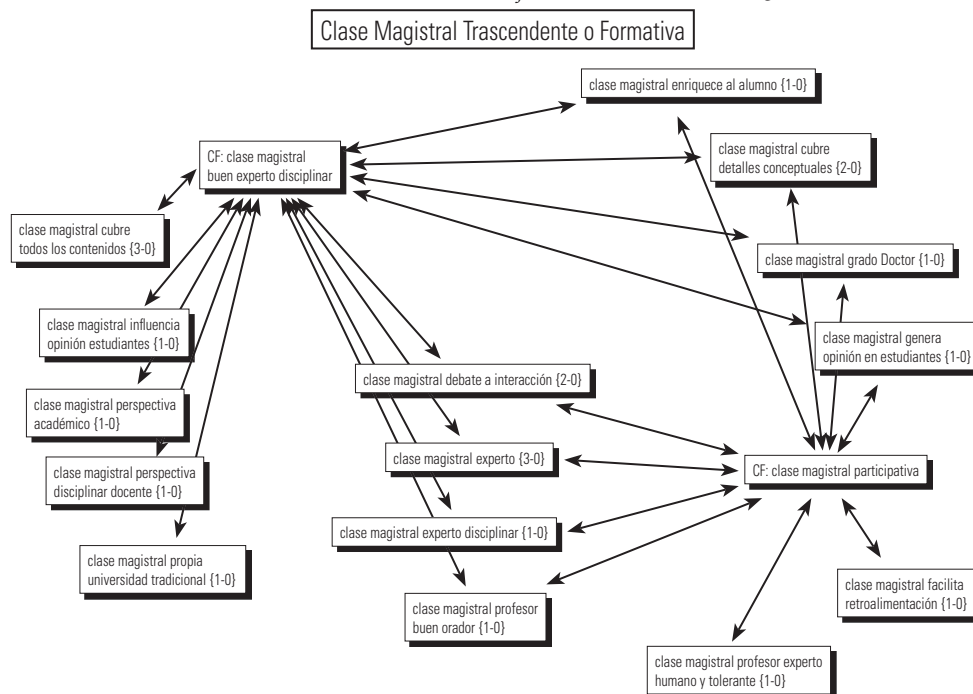 Clase Magistral Trascendente o Formativa
clase magistral enriquece al alumno {1-0}
CF: clase magistral
buen experto disciplinar
clase magistral cubre
detalles conceptuales {2-0}
clase magistral cubre
todos los contenidos {3-0}
clase magistral grado Doctor {1-0}
clase magistral influencia
opinión estudiantes {1-0}
clase magistral genera
opinión en estudiantes {1-0}
clase magistral debate a interacción {2-0}
clase magistral perspectiva
académico {1-0}
clase magistral experto {3-0}
CF: clase magistral participativa
clase magistral perspectiva
disciplinar docente {1-0}
clase magistral experto disciplinar {1-0}
clase magistral propia
universidad tradicional {1-0}
clase magistral facilita
retroalimentación {1-0}
clase magistral profesor
buen orador {1-0}
clase magistral profesor experto
humano y tolerante {1-0}